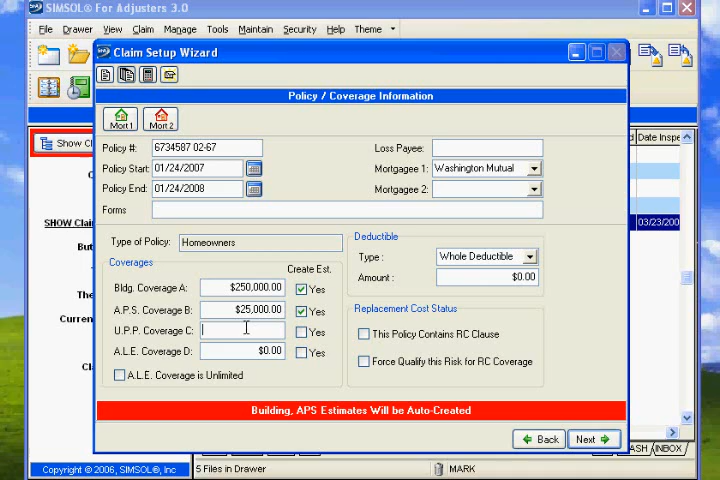 SIMSOL® For Adjusters 3.0
File Drawer View Claim Manage Tools Maintain Security Help Theme
Claim Setup Wizard
Policy / Coverage Information
Mort 1 Mort 2
Show Cl
d Date Inspe
Policy #: 6734587 02-67 Loss Payee:
Policy Start 01/24/2007 Mortgagee 1: Washington Mutual
Policy End: 01/24/2008 Mortgagee 2:
Forms
SHOW Clai 03/23/200
Type of Policy: Homeowners
But
Deductible
Type : Whole Deductible
Amount : $0.00
Coverages
Create Est.
Bldg. Coverage A: $250,000.00 Yes
A.P.S. Coverage B: $25,000.00 Yes
U.P.P. Coverage C: Yes
A.L.E. Coverage D: $0.00 Yes
A.L.E. Coverage is Unlimited
The
Curren
Cl
Replacement Cost Status
This Policy Contains RC Clause
Force Qualify this Risk for RC Coverage
Building, APS Estimates Will be Auto-Created
Back Next
ASH INBOX
Copyright © 2006, SIMSOL®, Inc 5 Files in Drawer MARK